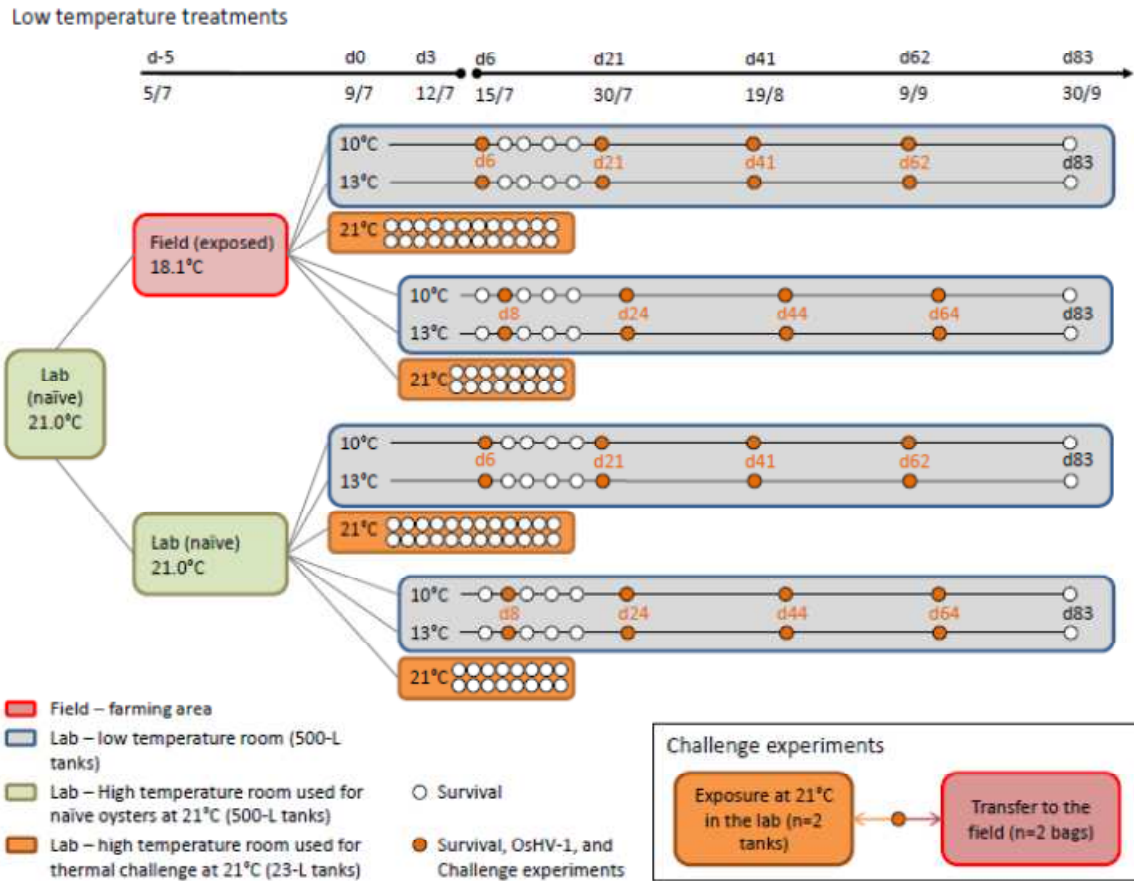 Low temperature treatments
d-5 d0 d3 d6 d21 d41 d62 d83
5/7 9/7 12/7 15/7 30/7 19/8 9/9 30/9
10°C
d6 d21 d41 d62 d83
13°C
Field (exposed)
18.1°C
21°C
10°C
d8 d24 d44 d64 d83
13°C
21°C
Lab
(naïve)
21.0°C
10°C
d6 d21 d41 d62 d83
13°C
Lab (naïve)
21.0°C
21°C
10°C
d8 d24 d44 d64 d83
13°C
21°C
Field – farming area
Lab – low temperature room (500-L
tanks)
Lab – High temperature room used for
naïve oysters at 21°C (500-L tanks)
Lab – high temperature room used for
thermal challenge at 21°C (23-L tanks)
Survival
Survival, OsHV-1, and
Challenge experiments
Challenge experiments
Exposure at 21°C
in the lab (n=2
tanks)
Transfer to the
field (n=2 bags)